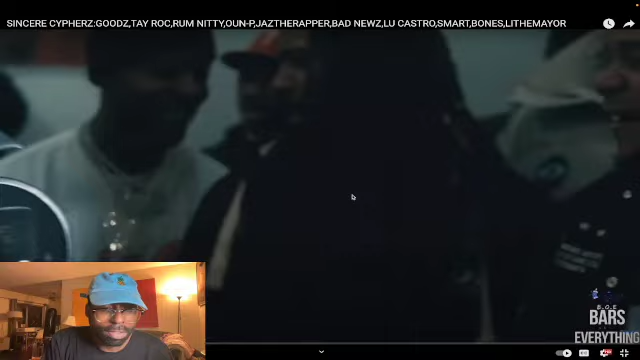 SINCERE CYPHERZ:GOODZ,TAY ROC,RUM NITTY,OUN-P,JAZTHERAPPER,BAD NEWZ,LU CASTRO,SMART,BONES,LITHEMAYOR
B.O.E
BARS
EVERYTHING